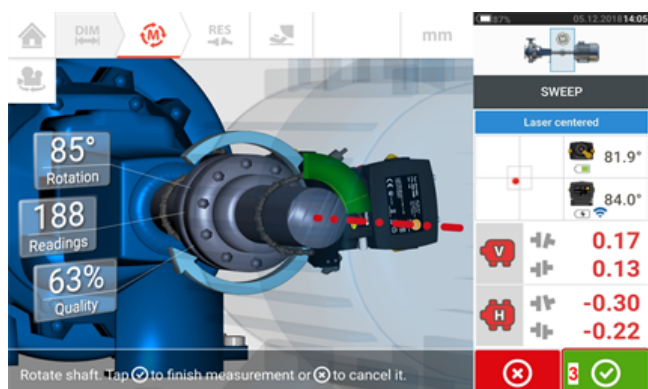 DIM
M
RES
mm
87%
05.12.2018 14:05
SWEEP
Laser centered
81.9°
84.0°
85°
Rotation
188
Readings
63%
Quality
V
0.17
0.13
H
-0.30
-0.22
Rotate shaft. Tap ✓ to finish measurement or ⊗ to cancel it.
3